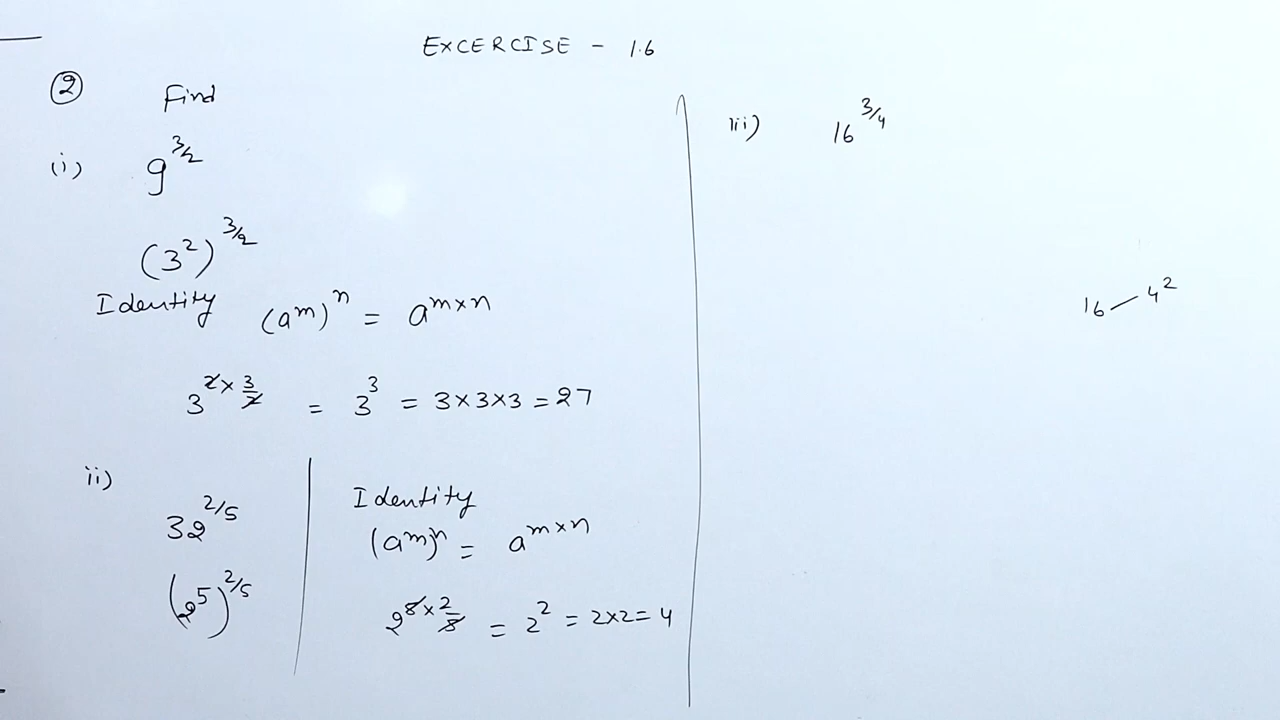 EXCERCISE - 1.6
② Find
(i) 9^3/2
(3^2)^3/2
Identity (a^m)^n = a^m×n
3^2×3/2 = 3^3 = 3×3×3 = 27
ii)
32^2/5
(2^5)^2/5
Identity
(a^m)^n = a^m×n
2^5×2/5 = 2^2 = 2×2 = 4
iii) 16^3/4
16 — 4^2